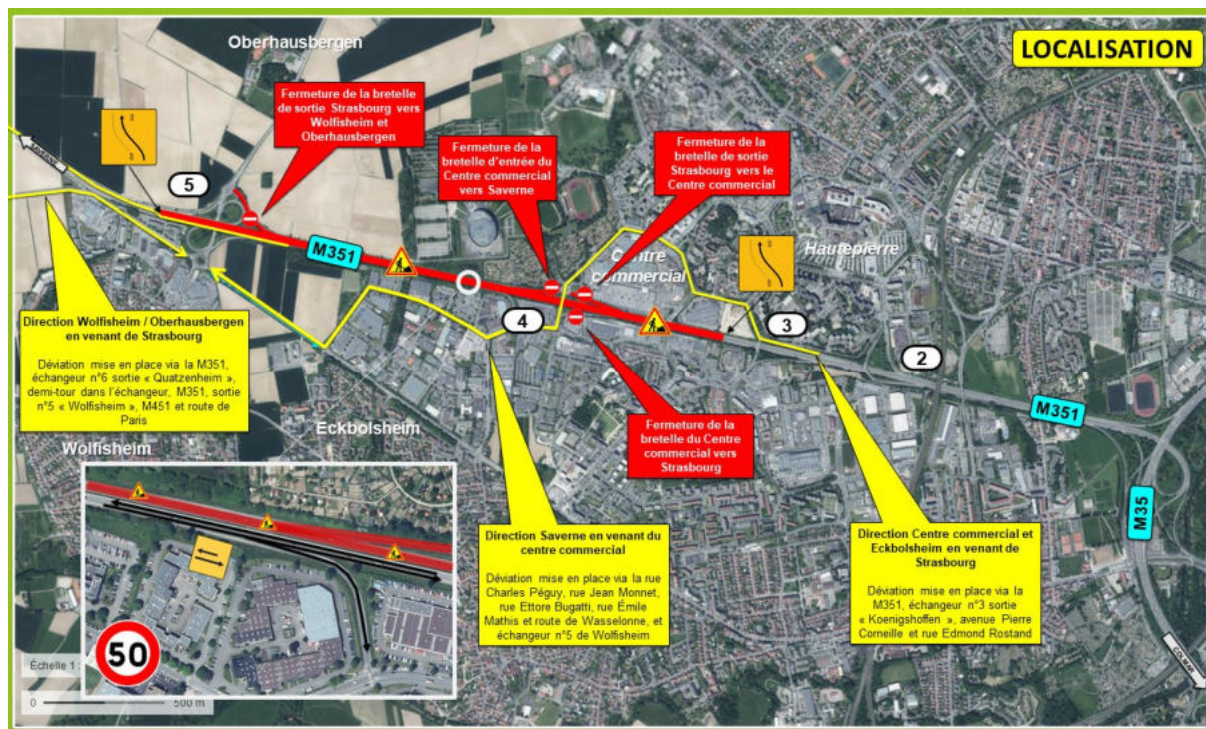 LOCALISATION
Oberhausbergen
Fermeture de la bretelle
de sortie Strasbourg vers
Wolfisheim et
Oberhausbergen
Fermeture de la
bretelle d'entrée du
Centre commercial
vers Saverne
Fermeture de la
bretelle de sortie
Strasbourg vers le
Centre commercial
SAVERNE
5
M351
Centre
commercial
Hautepierre
4
3
2
M351
Direction Wolfisheim / Oberhausbergen
en venant de Strasbourg
Déviation mise en place via la M351,
échangeur n°6 sortie « Quatzenheim »,
demi-tour dans l'échangeur, M351, sortie
n°5 « Wolfisheim », M451 et route de
Paris
Fermeture de la
bretelle du Centre
commercial vers
Strasbourg
Eckbolsheim
Wolfisheim
M35
Direction Saverne en venant du
centre commercial
Déviation mise en place via la rue
Charles Péguy, rue Jean Monnet,
rue Ettore Bugatti, rue Émile
Mathis et route de Wasselonne, et
échangeur n°5 de Wolfisheim
Direction Centre commercial et
Eckbolsheim en venant de
Strasbourg
Déviation mise en place via la
M351, échangeur n°3 sortie
« Koenigshoffen », avenue Pierre
Corneille et rue Edmond Rostand
50
Échelle 1 :
0 500 m
COLMAR